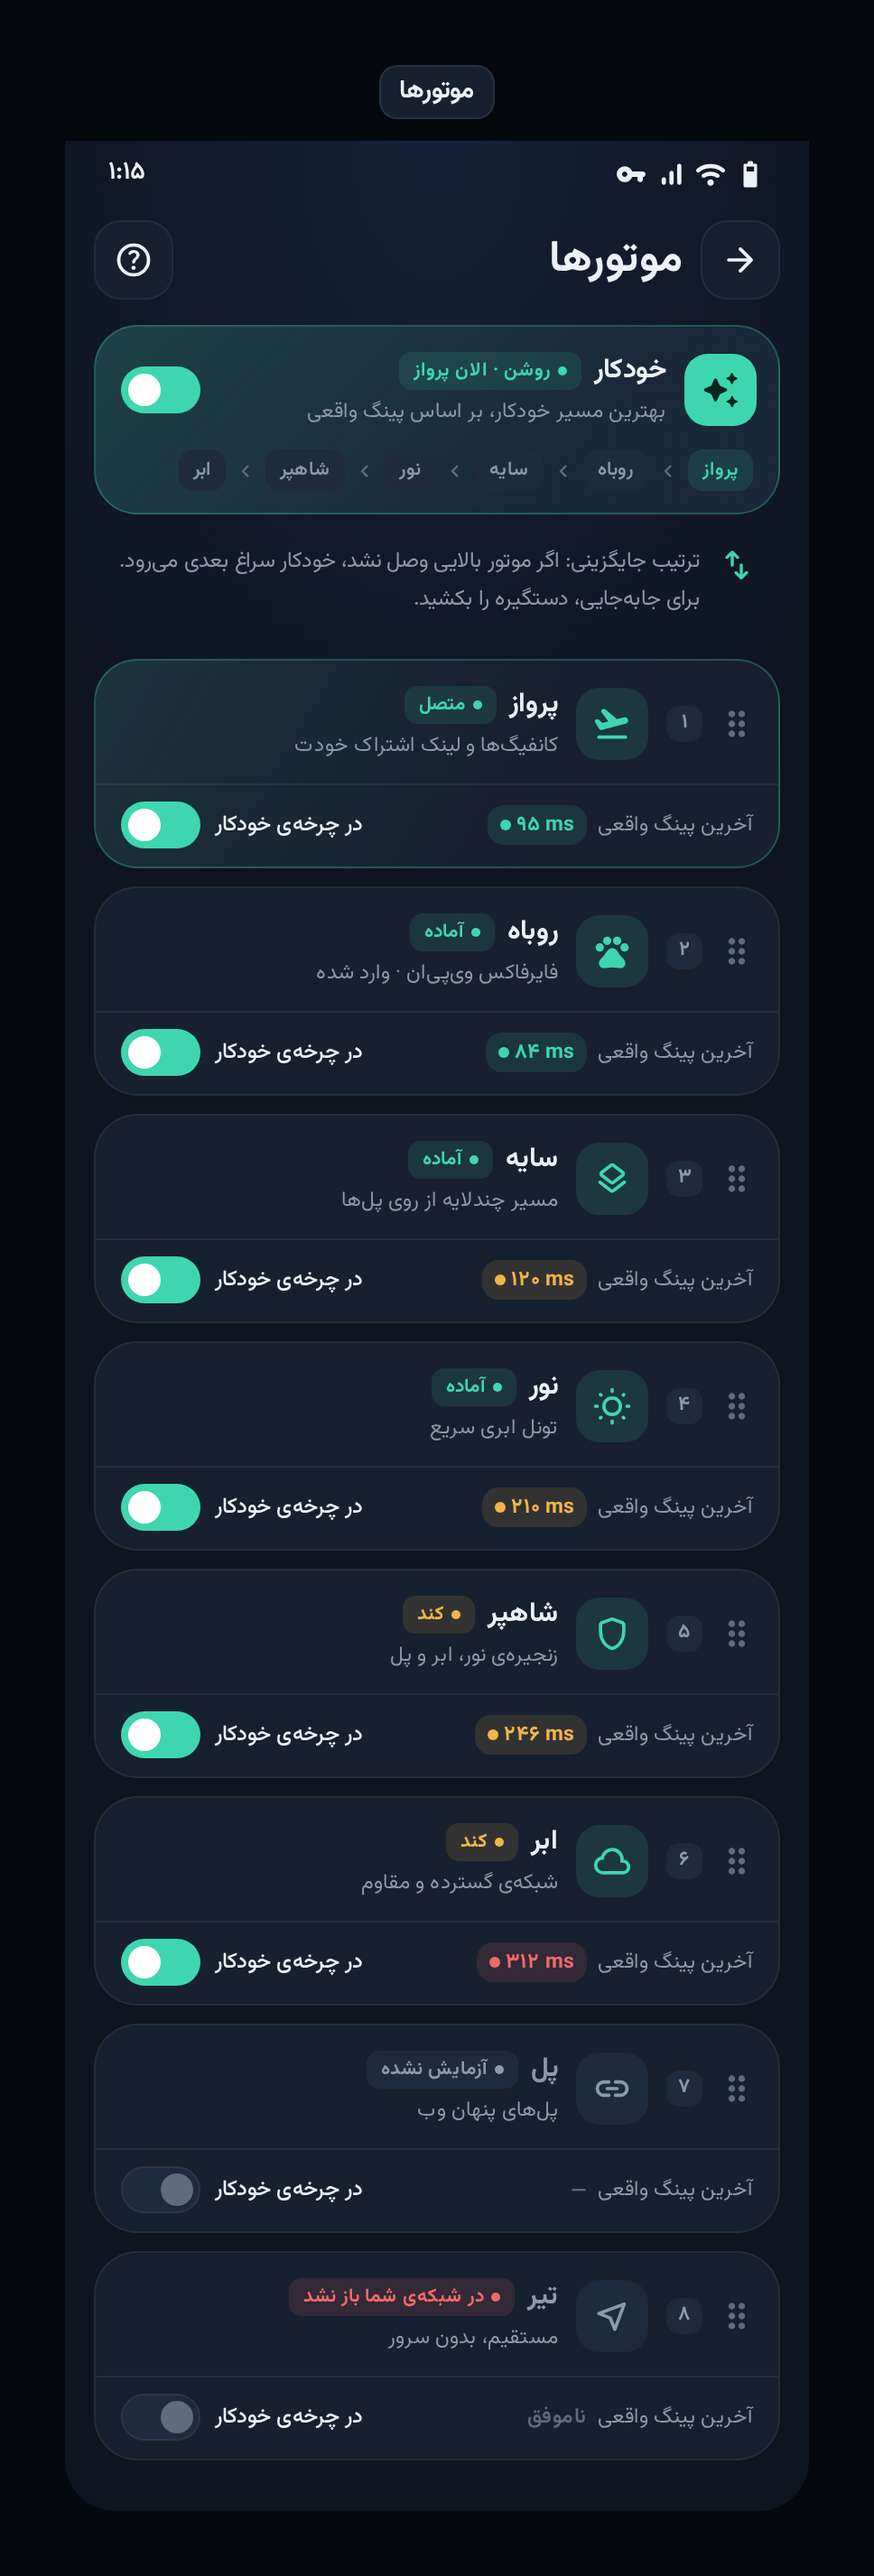 موتورها
۱:۱۵
موتورها
خودکار
روشن · الان پرواز
بهترین مسیر خودکار، بر اساس پینگ واقعی
پرواز › روباه › سایه › نور › شاهپر › ابر
ترتیب جایگزینی: اگر موتور بالایی وصل نشد، خودکار سراغ بعدی می‌رود.
برای جابه‌جایی، دستگیره را بکشید.
۱
پرواز
متصل
کانفیگ‌ها و لینک اشتراک خودت
آخرین پینگ واقعی
۹۵ ms
در چرخه‌ی خودکار
۲
روباه
آماده
فایرفاکس وی‌پی‌ان · وارد شده
آخرین پینگ واقعی
۸۴ ms
در چرخه‌ی خودکار
۳
سایه
آماده
مسیر چندلایه از روی پل‌ها
آخرین پینگ واقعی
۱۲۰ ms
در چرخه‌ی خودکار
۴
نور
آماده
تونل ابری سریع
آخرین پینگ واقعی
۲۱۰ ms
در چرخه‌ی خودکار
۵
شاهپر
کند
زنجیره‌ی نور، ابر و پل
آخرین پینگ واقعی
۲۴۶ ms
در چرخه‌ی خودکار
۶
ابر
کند
شبکه‌ی گسترده و مقاوم
آخرین پینگ واقعی
۳۱۲ ms
در چرخه‌ی خودکار
۷
پل
آزمایش نشده
پل‌های پنهان وب
آخرین پینگ واقعی
—
در چرخه‌ی خودکار
۸
تیر
در شبکه‌ی شما باز نشد
مستقیم، بدون سرور
آخرین پینگ واقعی
ناموفق
در چرخه‌ی خودکار